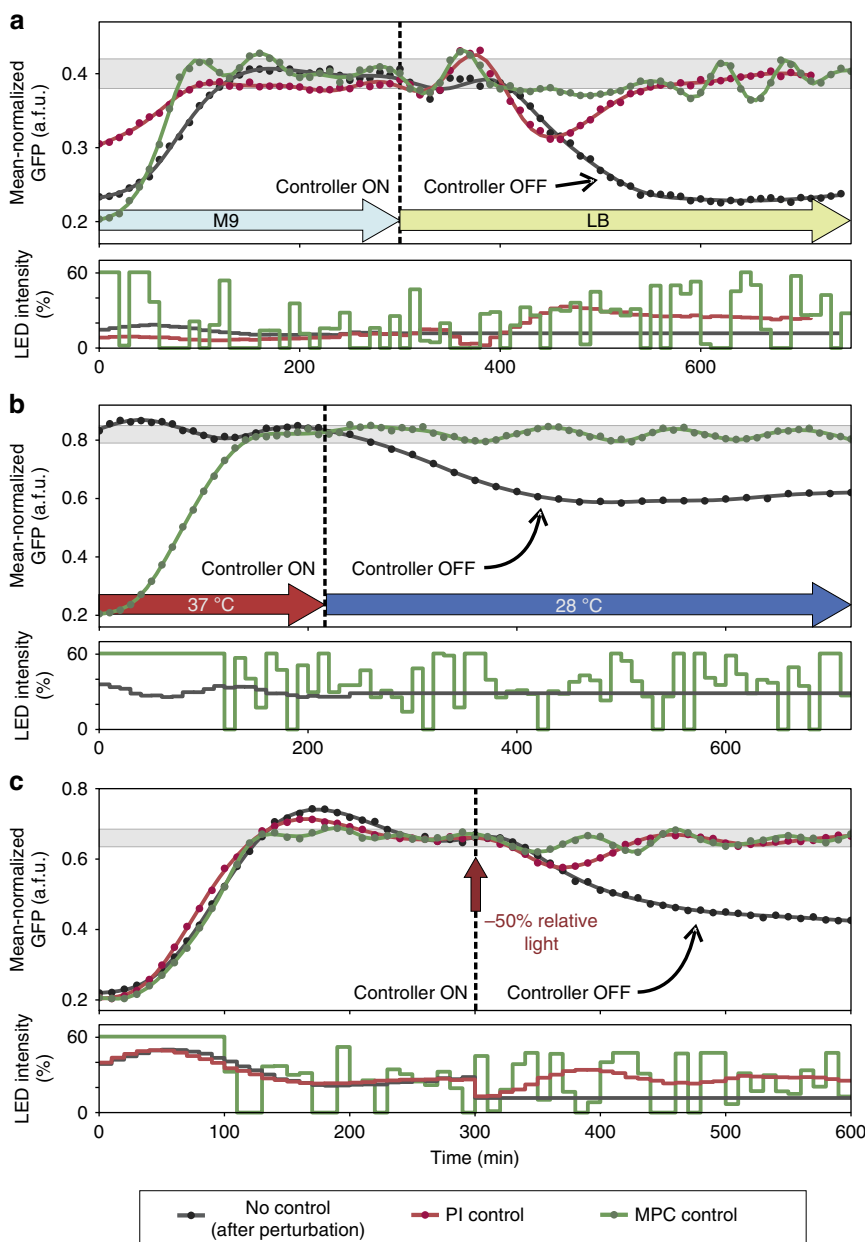 a
Mean-normalized
GFP (a.f.u.)
0.4
0.3
0.2
Controller ON
Controller OFF
M9
LB
LED intensity
(%)
60
0
0
200
400
600
b
Mean-normalized
GFP (a.f.u.)
0.8
0.6
0.4
0.2
Controller ON
Controller OFF
37 °C
28 °C
LED intensity
(%)
60
0
0
200
400
600
c
Mean-normalized
GFP (a.f.u.)
0.8
0.6
0.4
0.2
–50% relative
light
Controller ON
Controller OFF
LED intensity
(%)
60
0
0
100
200
300
400
500
600
Time (min)
No control
(after perturbation)
PI control
MPC control